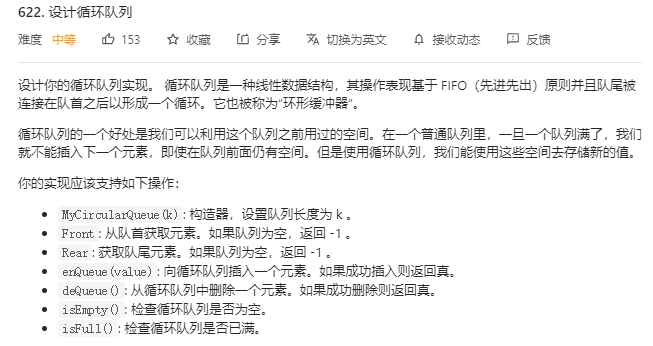 622. 设计循环队列
难度 中等 153 收藏 分享 切换为英文 接收动态 反馈
设计你的循环队列实现。 循环队列是一种线性数据结构，其操作表现基于 FIFO（先进先出）原则并且队尾被
连接在队首之后以形成一个循环。它也被称为“环形缓冲器”。
循环队列的一个好处是我们可以利用这个队列之前用过的空间。在一个普通队列里，一旦一个队列满了，我们
就不能插入下一个元素，即使在队列前面仍有空间。但是使用循环队列，我们能使用这些空间去存储新的值。
你的实现应该支持如下操作：
MyCircularQueue(k): 构造器，设置队列长度为 k 。
Front: 从队首获取元素。如果队列为空，返回 -1 。
Rear: 获取队尾元素。如果队列为空，返回 -1 。
enQueue(value): 向循环队列插入一个元素。如果成功插入则返回真。
deQueue(): 从循环队列中删除一个元素。如果成功删除则返回真。
isEmpty(): 检查循环队列是否为空。
isFull(): 检查循环队列是否已满。